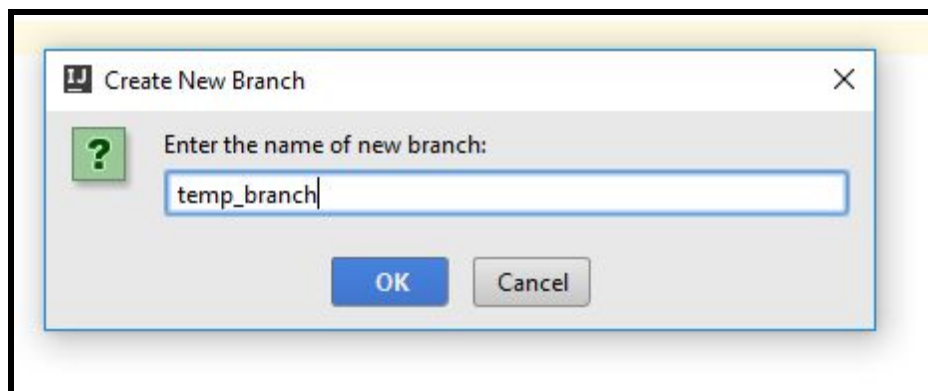 IJ Create New Branch
?
Enter the name of new branch:
temp_branch
OK Cancel